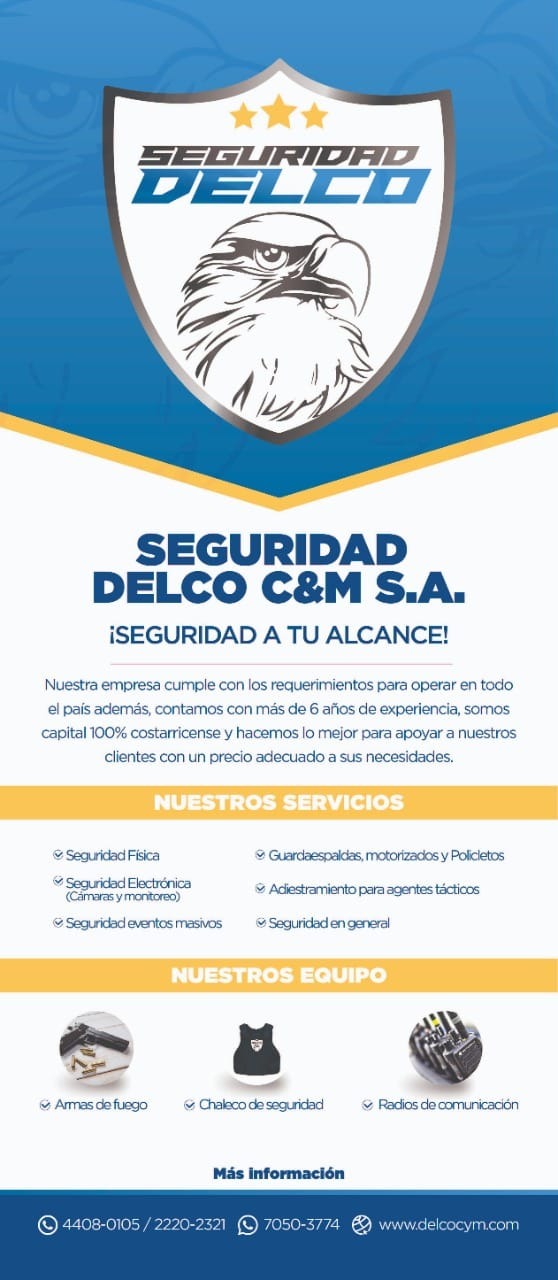 SEGURIDAD
DELCO
SEGURIDAD
DELCO C&M S.A.
¡SEGURIDAD A TU ALCANCE!
Nuestra empresa cumple con los requerimientos para operar en todo
el país además, contamos con más de 6 años de experiencia, somos
capital 100% costarricense y hacemos lo mejor para apoyar a nuestros
clientes con un precio adecuado a sus necesidades.
NUESTROS SERVICIOS
Seguridad Física
Seguridad Electrónica
(Cámaras y monitoreo)
Seguridad eventos masivos
Guardaespaldas, motorizados y Policletos
Adiestramiento para agentes tácticos
Seguridad en general
NUESTROS EQUIPO
Armas de fuego
Chaleco de seguridad
Radios de comunicación
Más información
4408-0105 / 2220-2321 7050-3774 www.delcocym.com